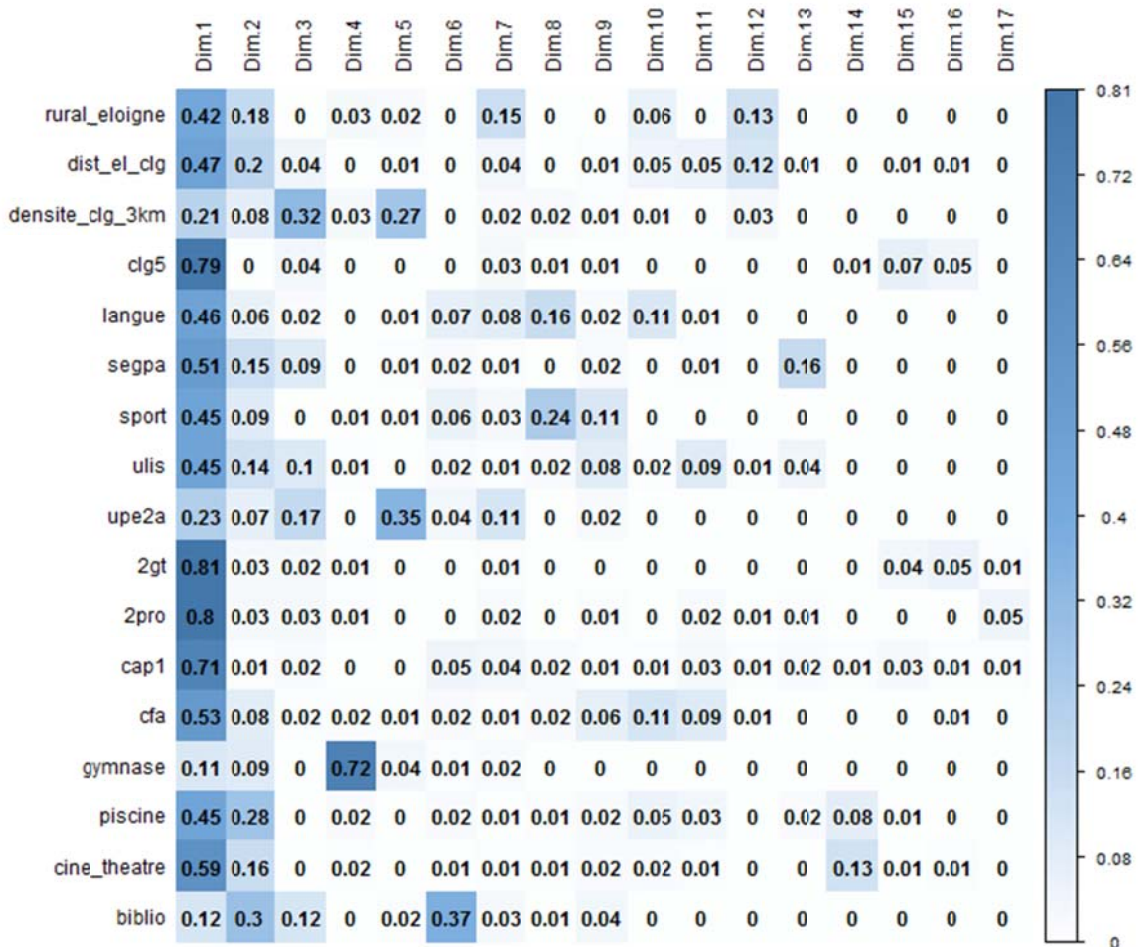 Dim.1 Dim.2 Dim.3 Dim.4 Dim.5 Dim.6 Dim.7 Dim.8 Dim.9 Dim.10 Dim.11 Dim.12 Dim.13 Dim.14 Dim.15 Dim.16 Dim.17
rural_eloigne 0.42 0.18 0 0.03 0.02 0 0.15 0 0 0.06 0 0.13 0 0 0 0 0
dist_el_clg 0.47 0.2 0.04 0 0.01 0 0.04 0 0.01 0.05 0.05 0.12 0.01 0 0.01 0.01 0
densite_clg_3km 0.21 0.08 0.32 0.03 0.27 0 0.02 0.02 0.01 0.01 0 0.03 0 0 0 0 0
clg5 0.79 0 0.04 0 0 0 0.03 0.01 0.01 0 0 0 0 0.01 0.07 0.05 0
langue 0.46 0.06 0.02 0 0.01 0.07 0.08 0.16 0.02 0.11 0.01 0 0 0 0 0 0
segpa 0.51 0.15 0.09 0 0.01 0.02 0.01 0 0.02 0 0.01 0 0.16 0 0 0 0
sport 0.45 0.09 0 0.01 0.01 0.06 0.03 0.24 0.11 0 0 0 0 0 0 0 0
ulis 0.45 0.14 0.1 0.01 0 0.02 0.01 0.02 0.08 0.02 0.09 0.01 0.04 0 0 0 0
upe2a 0.23 0.07 0.17 0 0.35 0.04 0.11 0 0.02 0 0 0 0 0 0 0 0
2gt 0.81 0.03 0.02 0.01 0 0 0.01 0 0 0 0 0 0 0 0.04 0.05 0.01
2pro 0.8 0.03 0.03 0.01 0 0 0.02 0 0.01 0 0.02 0.01 0.01 0 0 0 0.05
cap1 0.71 0.01 0.02 0 0 0.05 0.04 0.02 0.01 0.01 0.03 0.01 0.02 0.01 0.03 0.01 0.01
cfa 0.53 0.08 0.02 0.02 0.01 0.02 0.01 0.02 0.06 0.11 0.09 0.01 0 0 0 0.01 0
gymnase 0.11 0.09 0 0.72 0.04 0.01 0.02 0 0 0 0 0 0 0 0 0 0
piscine 0.45 0.28 0 0.02 0 0.02 0.01 0.01 0.02 0.05 0.03 0 0.02 0.08 0.01 0 0
cine_theatre 0.59 0.16 0 0.02 0 0.01 0.01 0.01 0.02 0.02 0.01 0 0 0.13 0.01 0.01 0
biblio 0.12 0.3 0.12 0 0.02 0.37 0.03 0.01 0.04 0 0 0 0 0 0 0 0
0.81
0.72
0.64
0.56
0.48
0.4
0.32
0.24
0.16
0.08
0